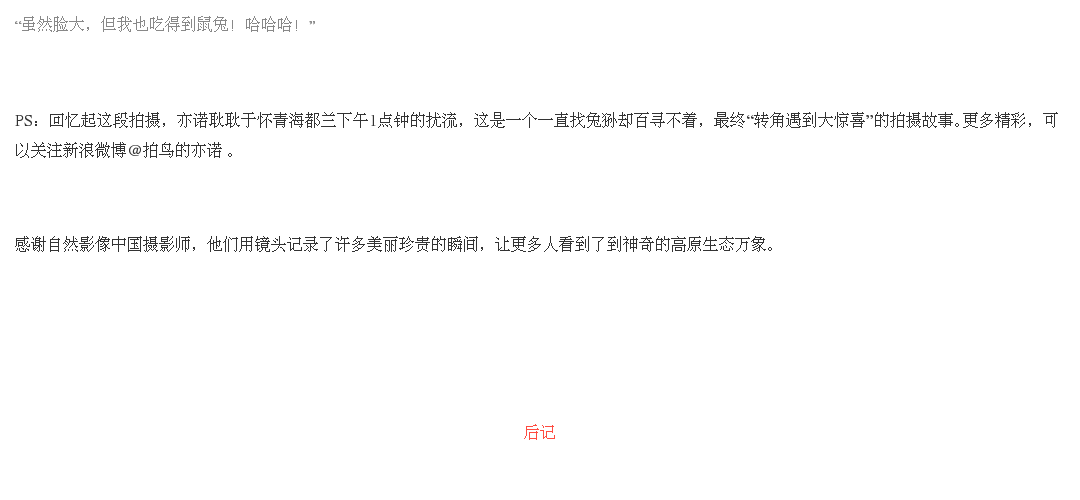 “虽然脸大，但我也吃得到鼠兔！哈哈哈！”
PS：回忆起这段拍摄，亦诺耿耿于怀青海都兰下午1点钟的扰流，这是一个一直找兔狲却百寻不着，最终“转角遇到大惊喜”的拍摄故事。更多精彩，可
以关注新浪微博@拍鸟的亦诺 。
感谢自然影像中国摄影师，他们用镜头记录了许多美丽珍贵的瞬间，让更多人看到了到神奇的高原生态万象。
后记